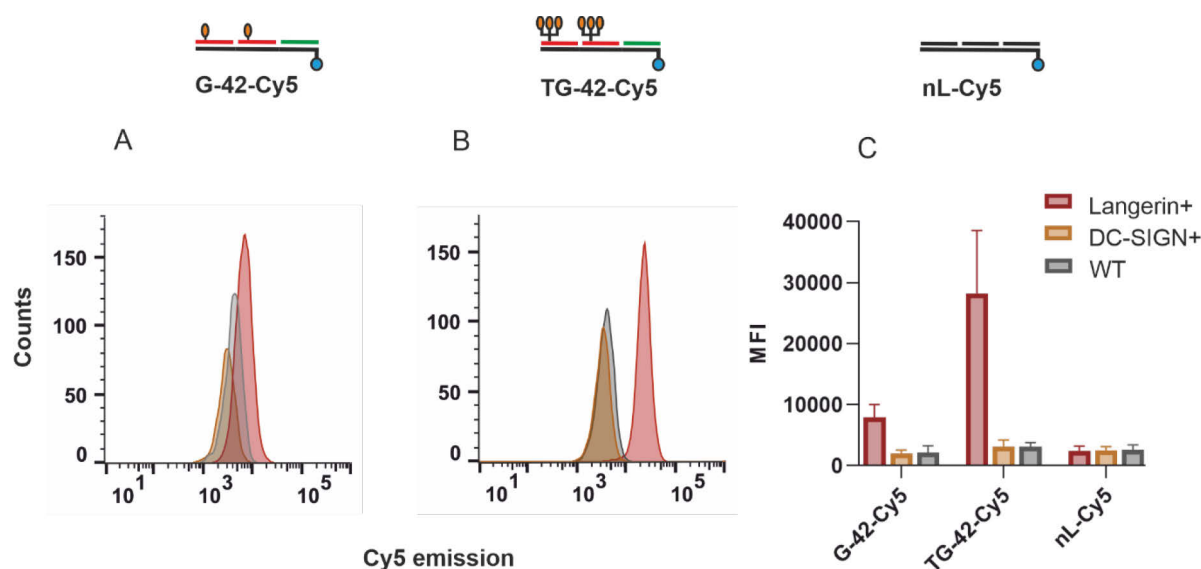 G-42-Cy5
TG-42-Cy5
nL-Cy5
A
B
C
Counts
150
100
50
0
10^1
10^3
10^5
150
100
50
0
10^1
10^3
10^5
Cy5 emission
MFI
40000
30000
20000
10000
0
G-42-Cy5
TG-42-Cy5
nL-Cy5
Langerin+
DC-SIGN+
WT